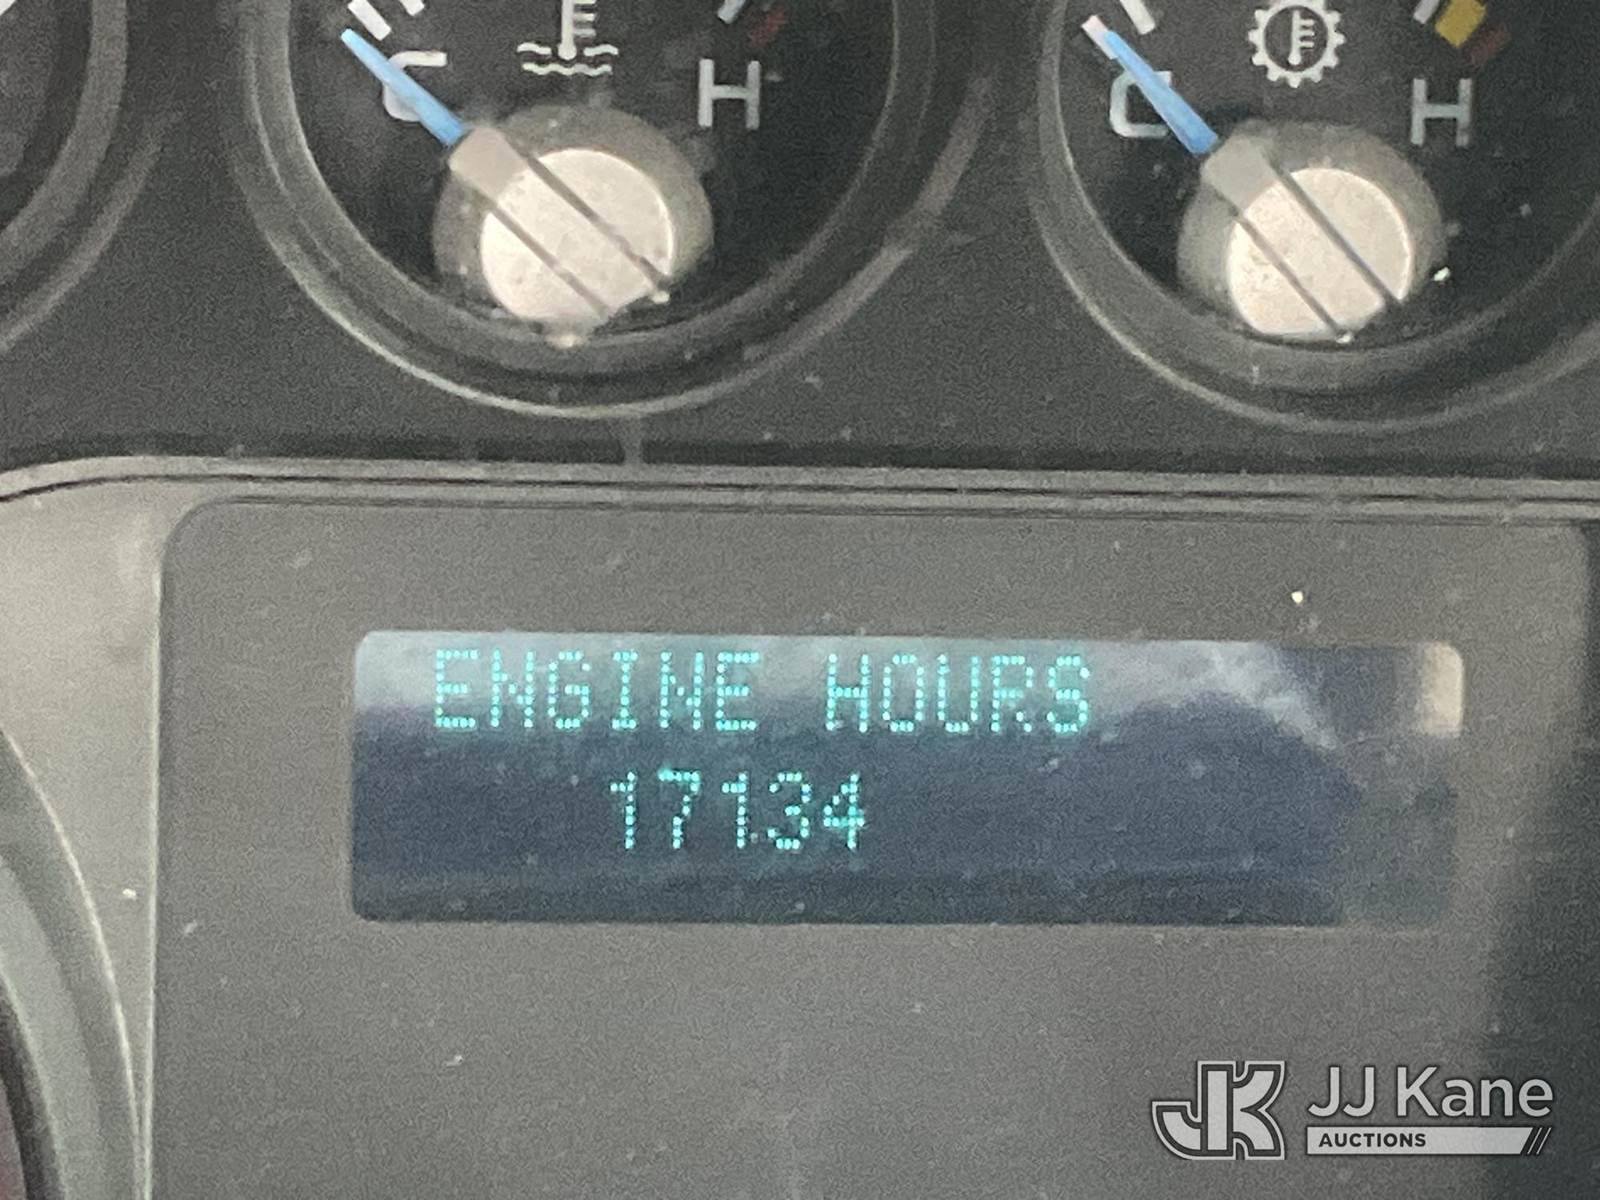 C H
C H
ENGINE HOURS
17134
JK JJ Kane
AUCTIONS